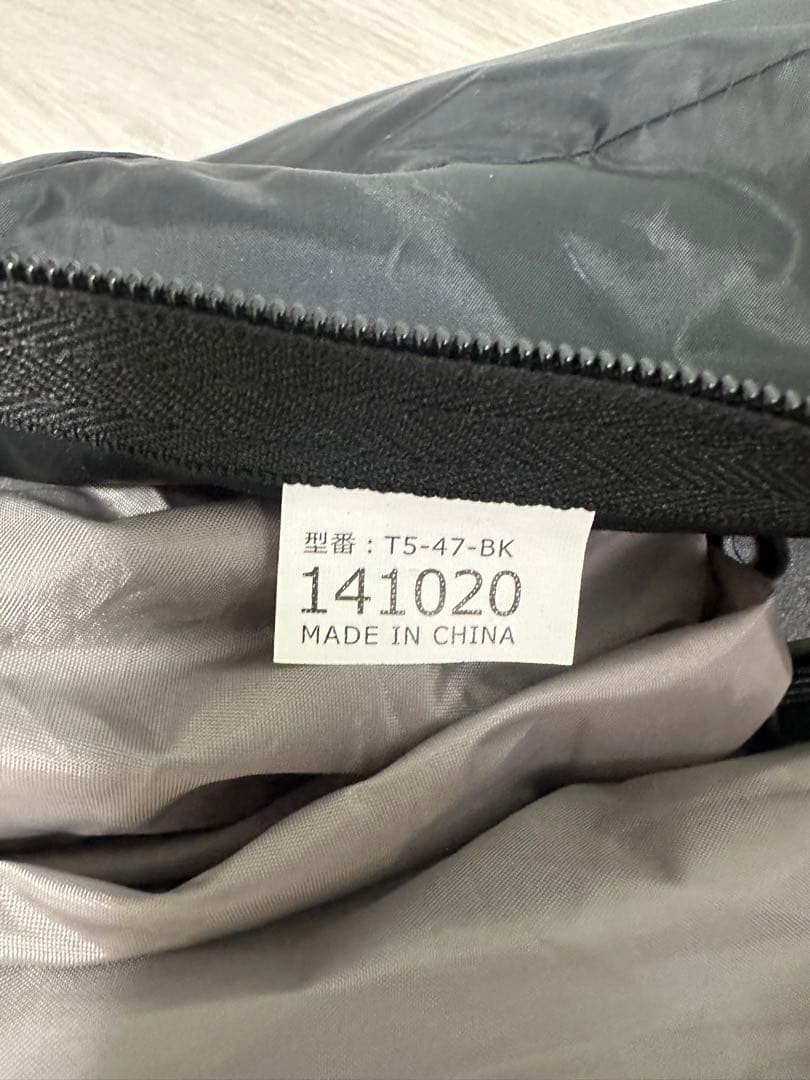 型番 : T5-47-BK
141020
MADE IN CHINA